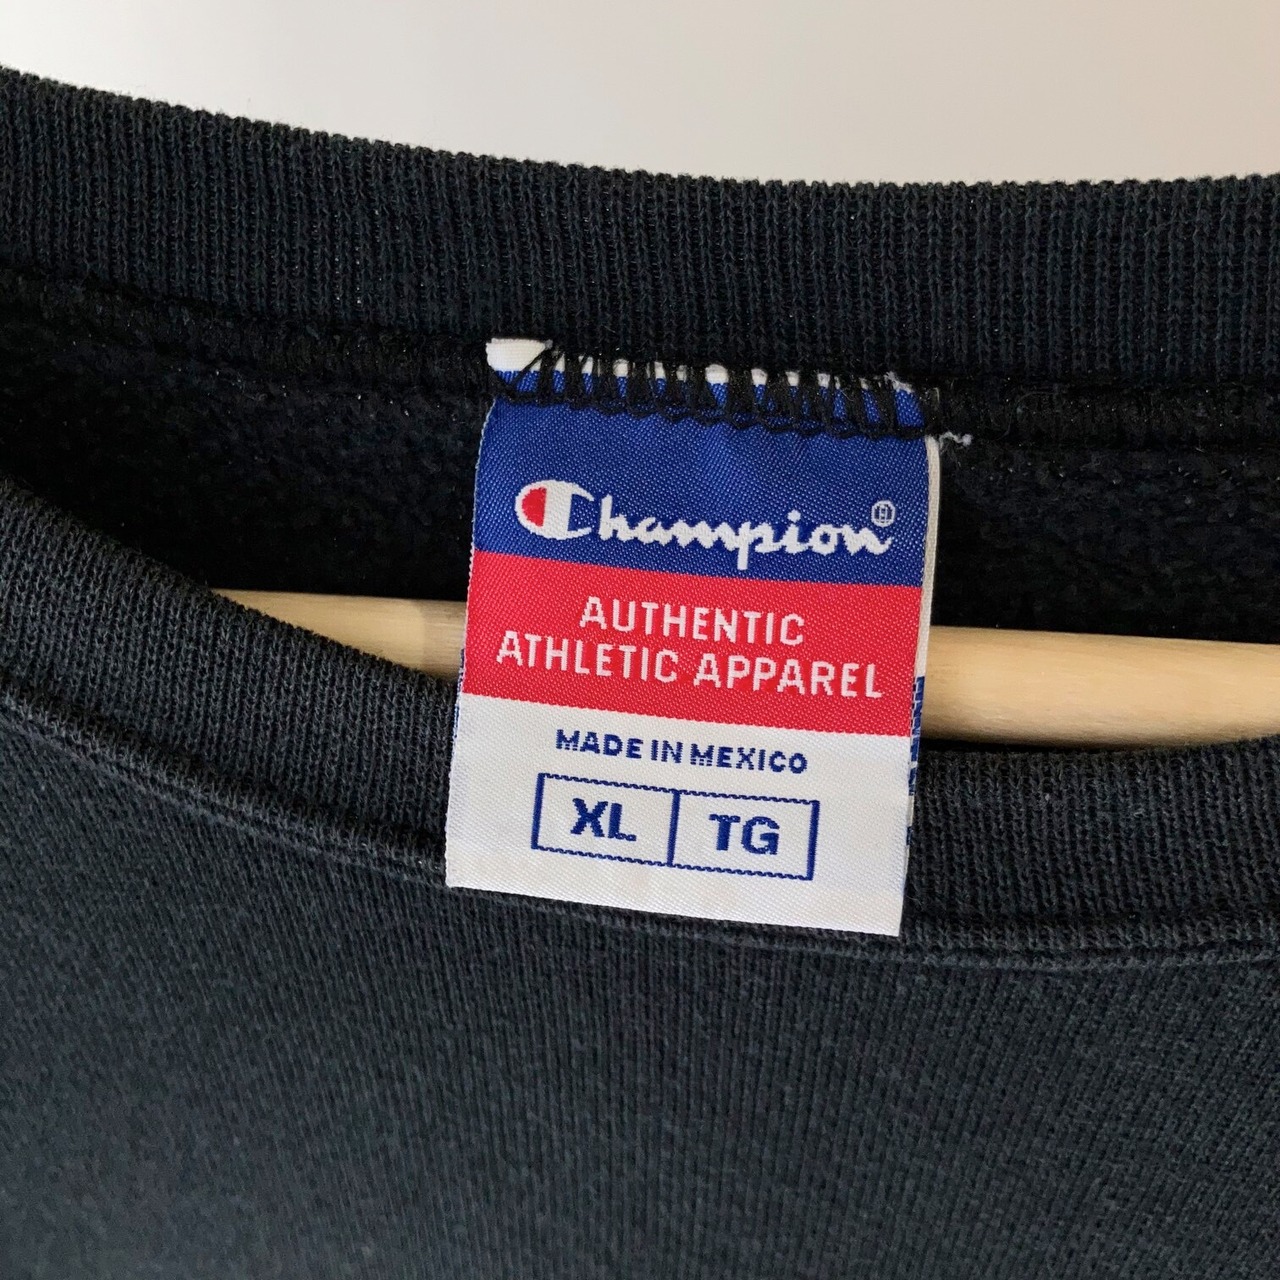 Champion®
AUTHENTIC
ATHLETIC APPAREL
MADE IN MEXICO
XL TG